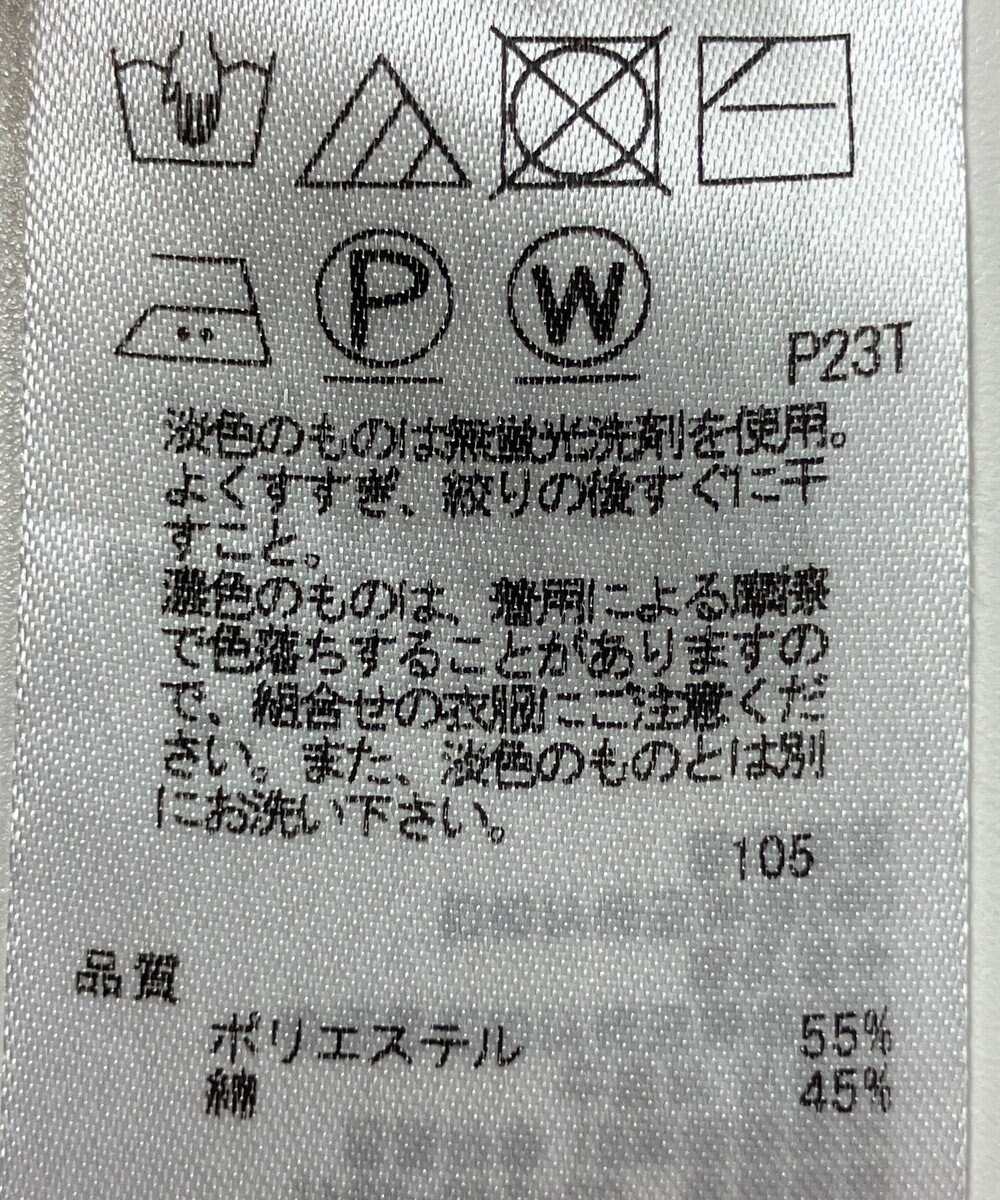 P
W
P23T
淡色のものは無蛍光洗剤を使用。
よくすすぎ、絞りの後すぐに干
すこと。
濃色のものは、着用による摩擦
で色落ちすることがありますの
で、組合せの衣服にご注意くだ
さい。また、淡色のものとは別
にお洗い下さい。
105
品質
ポリエステル 55%
綿 45%